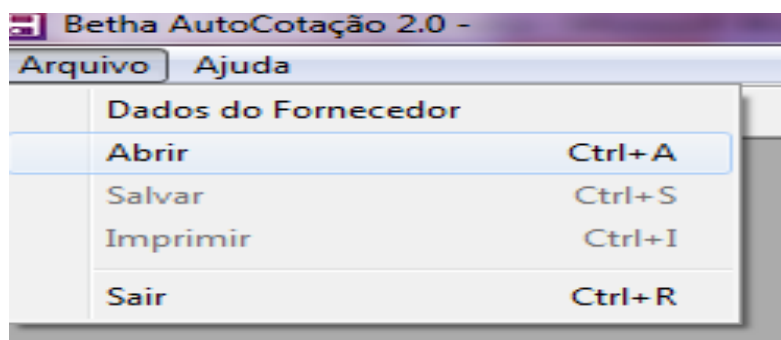 Betha AutoCotação 2.0 -
Arquivo Ajuda
Dados do Fornecedor
Abrir Ctrl+A
Salvar Ctrl+S
Imprimir Ctrl+I
Sair Ctrl+R